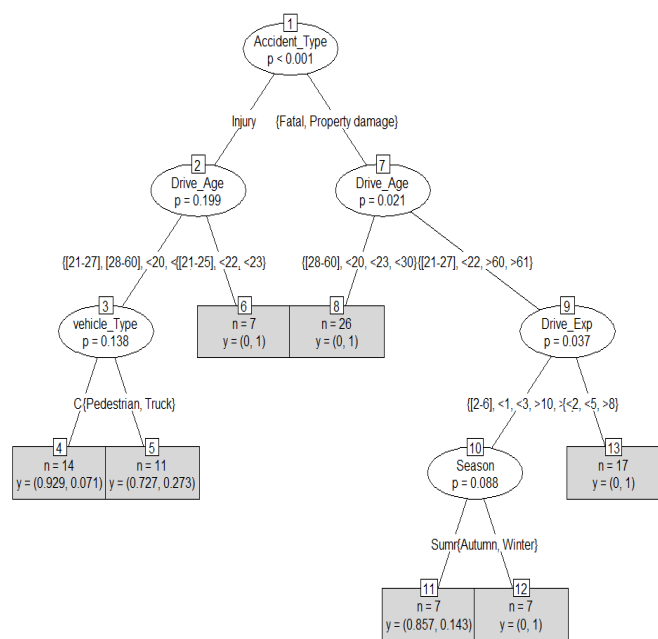 1
Accident_Type
p < 0.001
Injury
{Fatal, Property damage}
2
Drive_Age
p = 0.199
7
Drive_Age
p = 0.021
{[21-27], [28-60], <20, <
{[21-25], <22, <23}
{[28-60], <20, <23, <30}
{[21-27], <22, >60, >61}
3
vehicle_Type
p = 0.138
6
n = 7
y = (0, 1)
8
n = 26
y = (0, 1)
9
Drive_Exp
p = 0.037
C
{Pedestrian, Truck}
{[2-6], <1, <3, >10, >
{<2, <5, >8}
4
n = 14
y = (0.929, 0.071)
5
n = 11
y = (0.727, 0.273)
10
Season
p = 0.088
13
n = 17
y = (0, 1)
Sumr
{Autumn, Winter}
11
n = 7
y = (0.857, 0.143)
12
n = 7
y = (0, 1)